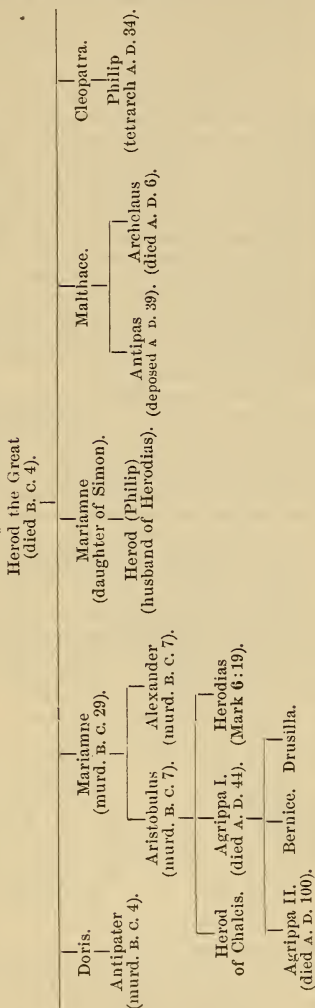 Herod the Great
(died B. C. 4).
Doris.
Antipater
(murd. B. C. 4).
Mariamne
(murd. B. C. 29).
Aristobulus
(murd. B. C. 7).
Alexander
(murd. B. C. 7).
Herod
of Chalcis.
Agrippa I.
(died A. D. 44).
Herodias
(Mark 6 : 19).
Agrippa II.
(died A. D. 100).
Bernice.
Drusilla.
Mariamne
(daughter of Simon).
Herod (Philip)
(husband of Herodias).
Malthace.
Antipas
(deposed A D. 39).
Archelaus
(died A. D. 6).
Cleopatra.
Philip
(tetrarch A. D. 34).